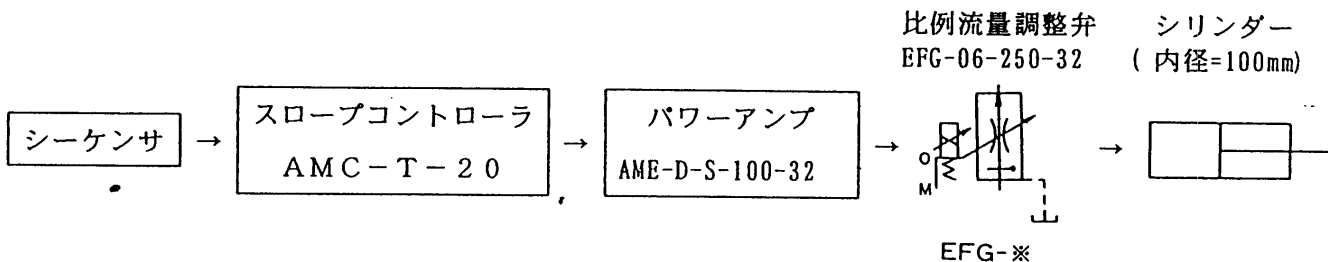 比例流量調整弁
EFG-06-250-32
シリンダー
( 内径=100mm)
シーケンサ
→
スロープコントローラ
AMC-T-20
→
パワーアンプ
AME-D-S-100-32
→
O
M
→
EFG-※